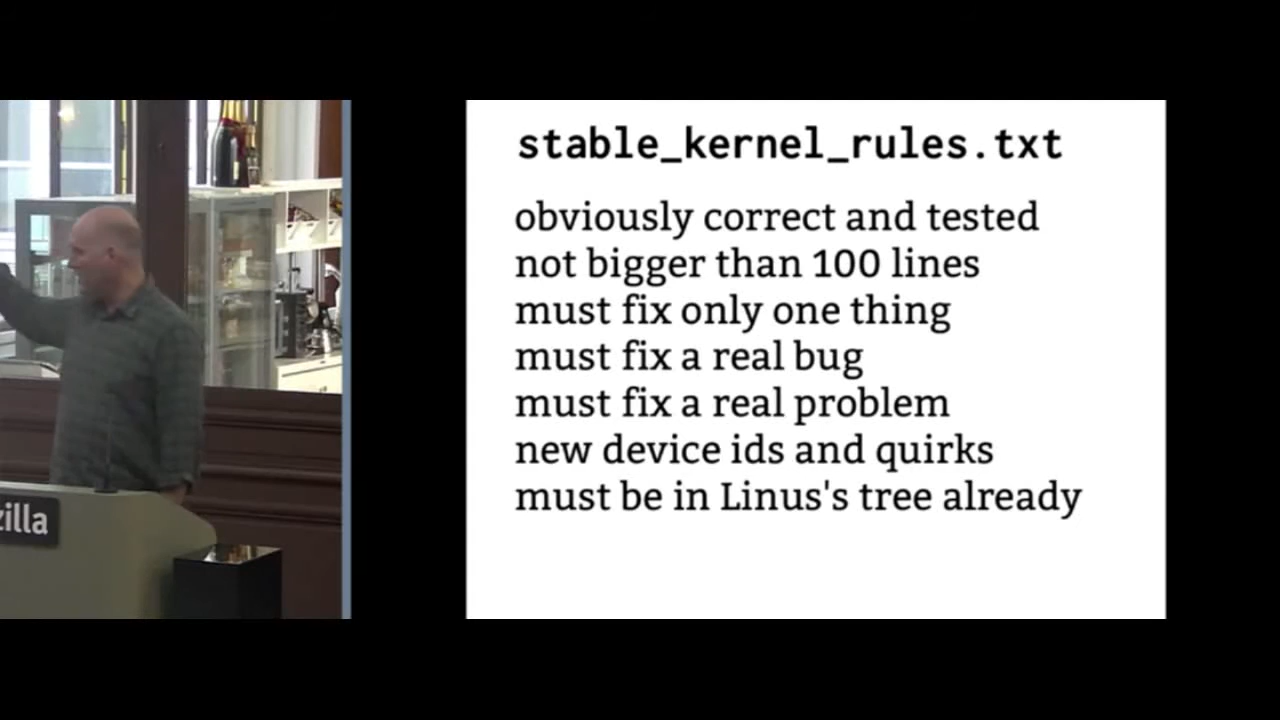 zilla
stable_kernel_rules.txt
obviously correct and tested
not bigger than 100 lines
must fix only one thing
must fix a real bug
must fix a real problem
new device ids and quirks
must be in Linus's tree already